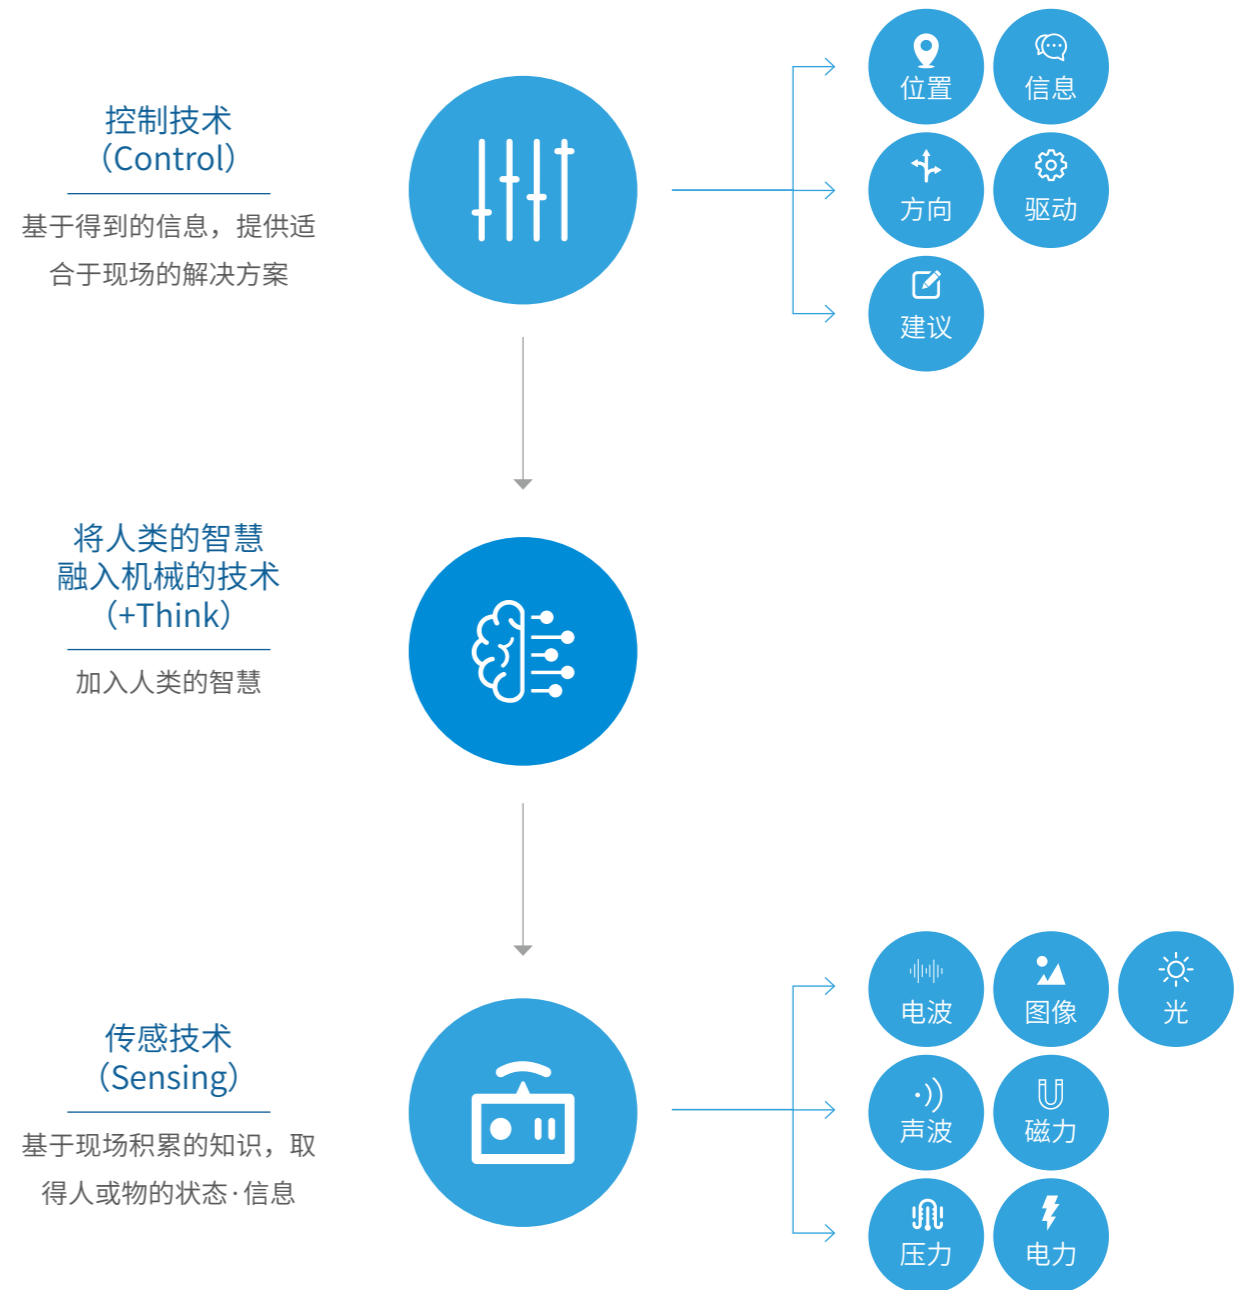 控制技术
（Control）
基于得到的信息，提供适
合于现场的解决方案
位置
信息
方向
驱动
建议
将人类的智慧
融入机械的技术
（+Think）
加入人类的智慧
传感技术
（Sensing）
基于现场积累的知识，取
得人或物的状态·信息
电波
图像
光
声波
磁力
压力
电力